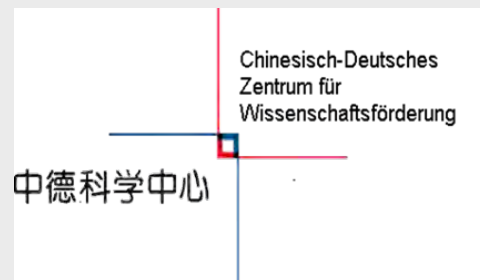 Chinesisch-Deutsches
Zentrum für
Wissenschaftsförderung
中德科学中心